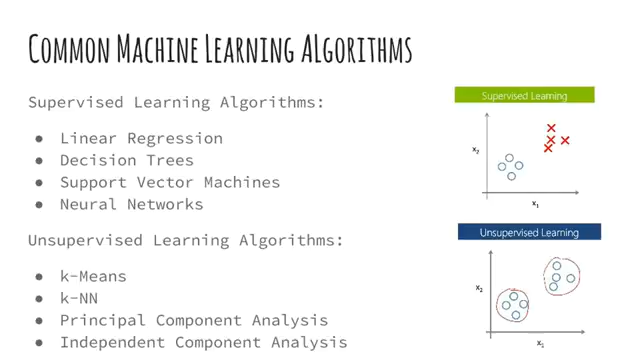 Common Machine Learning Algorithms
Supervised Learning Algorithms:
● Linear Regression
● Decision Trees
● Support Vector Machines
● Neural Networks
Unsupervised Learning Algorithms:
● k-Means
● k-NN
● Principal Component Analysis
● Independent Component Analysis
Supervised Learning
x₂
x₁
Unsupervised Learning
x₂
x₁